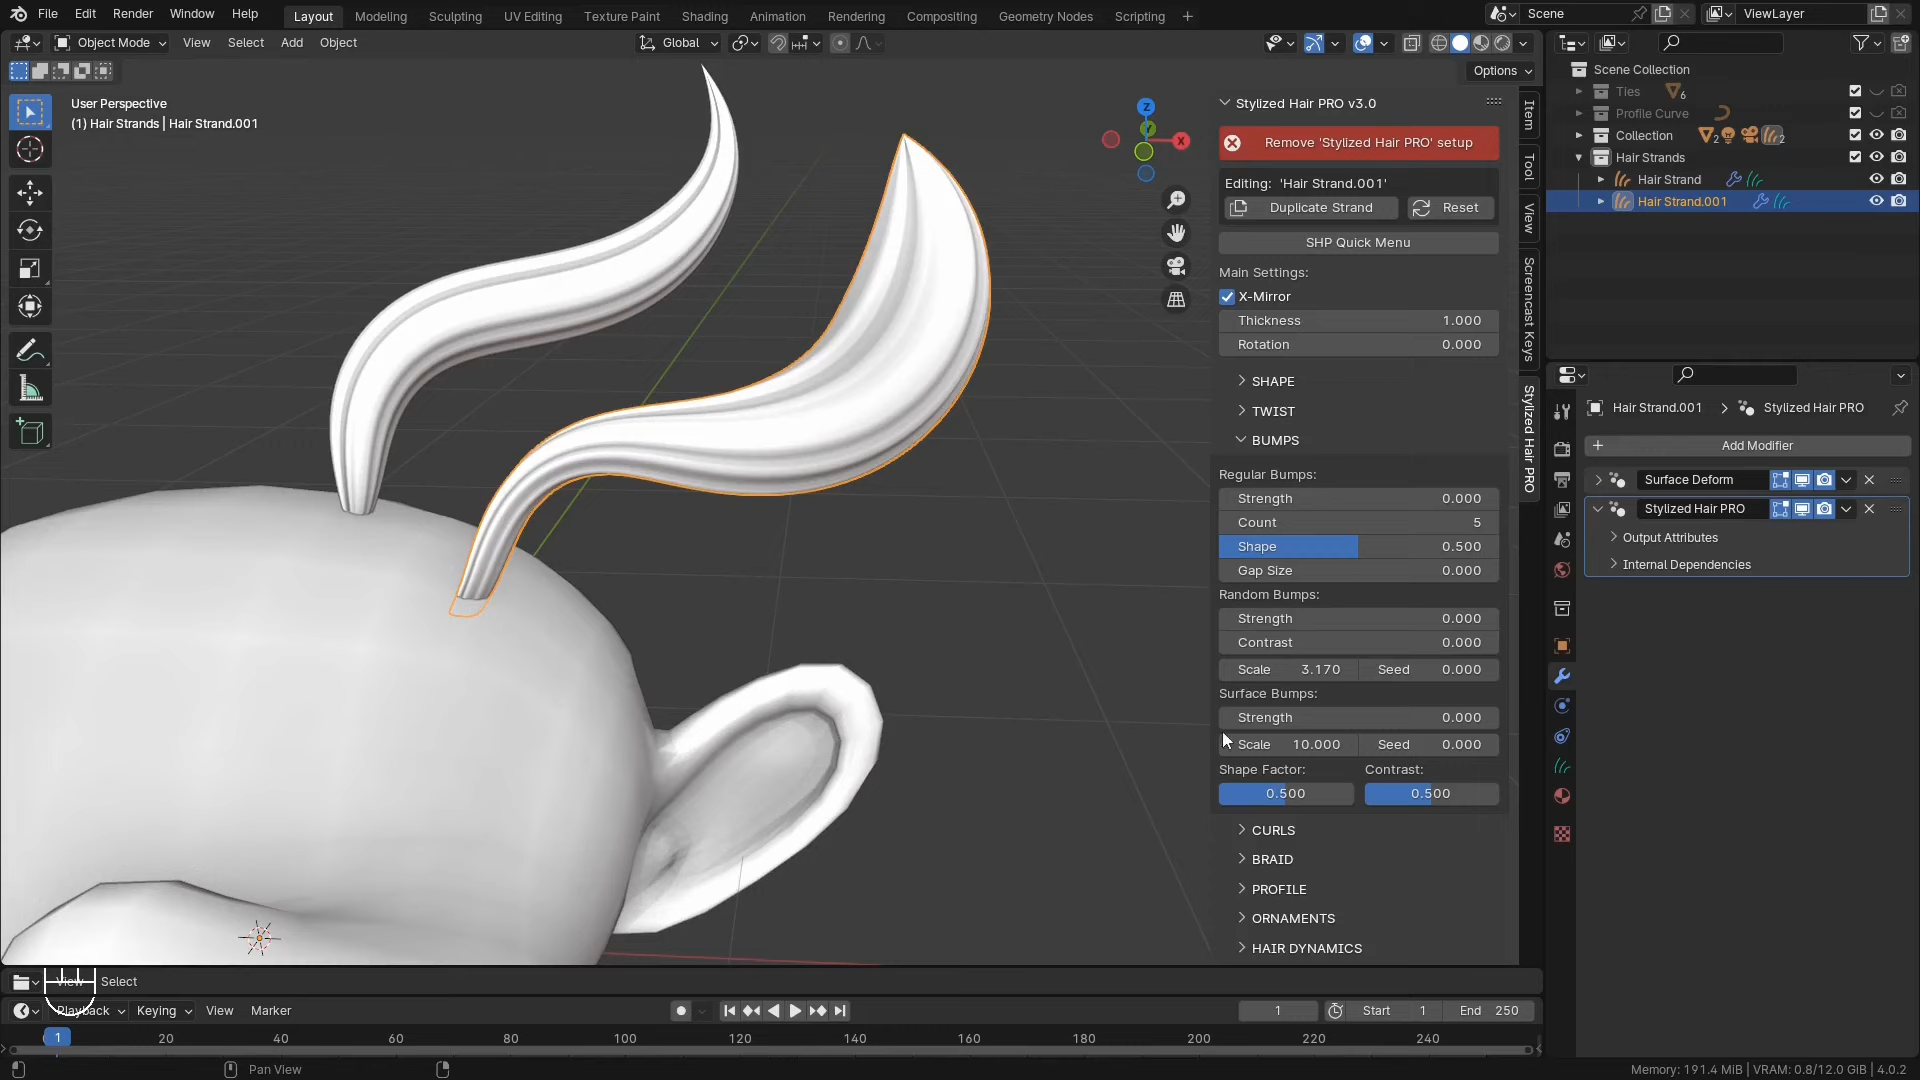 File Edit Render Window Help Layout Modeling Sculpting UV Editing Texture Paint Shading Animation Rendering Compositing Geometry Nodes Scripting + Scene ViewLayer
Object Mode View Select Add Object Global
Options
User Perspective
(1) Hair Strands | Hair Strand.001
Z
Y
X
Stylized Hair PRO v3.0
Remove 'Stylized Hair PRO' setup
Editing: 'Hair Strand.001'
Duplicate Strand Reset
SHP Quick Menu
Main Settings:
X-Mirror
Thickness 1.000
Rotation 0.000
SHAPE
TWIST
BUMPS
Regular Bumps:
Strength 0.000
Count 5
Shape 0.500
Gap Size 0.000
Random Bumps:
Strength 0.000
Contrast 0.000
Scale 3.170 Seed 0.000
Surface Bumps:
Strength 0.000
Scale 10.000 Seed 0.000
Shape Factor: Contrast:
0.500 0.500
CURLS
BRAID
PROFILE
ORNAMENTS
HAIR DYNAMICS
Item
Tool
View
Screencast Keys
Stylized Hair PRO
Scene Collection
Ties 6
Profile Curve
Collection 2 2
Hair Strands
Hair Strand
Hair Strand.001
Hair Strand.001 > Stylized Hair PRO
+ Add Modifier
Surface Deform
Stylized Hair PRO
Output Attributes
Internal Dependencies
View Select
Playback Keying View Marker 1 Start 1 End 250
1 20 40 60 80 100 120 140 160 180 200 220 240
Pan View
Memory: 191.4 MiB | VRAM: 0.8/12.0 GiB | 4.0.2